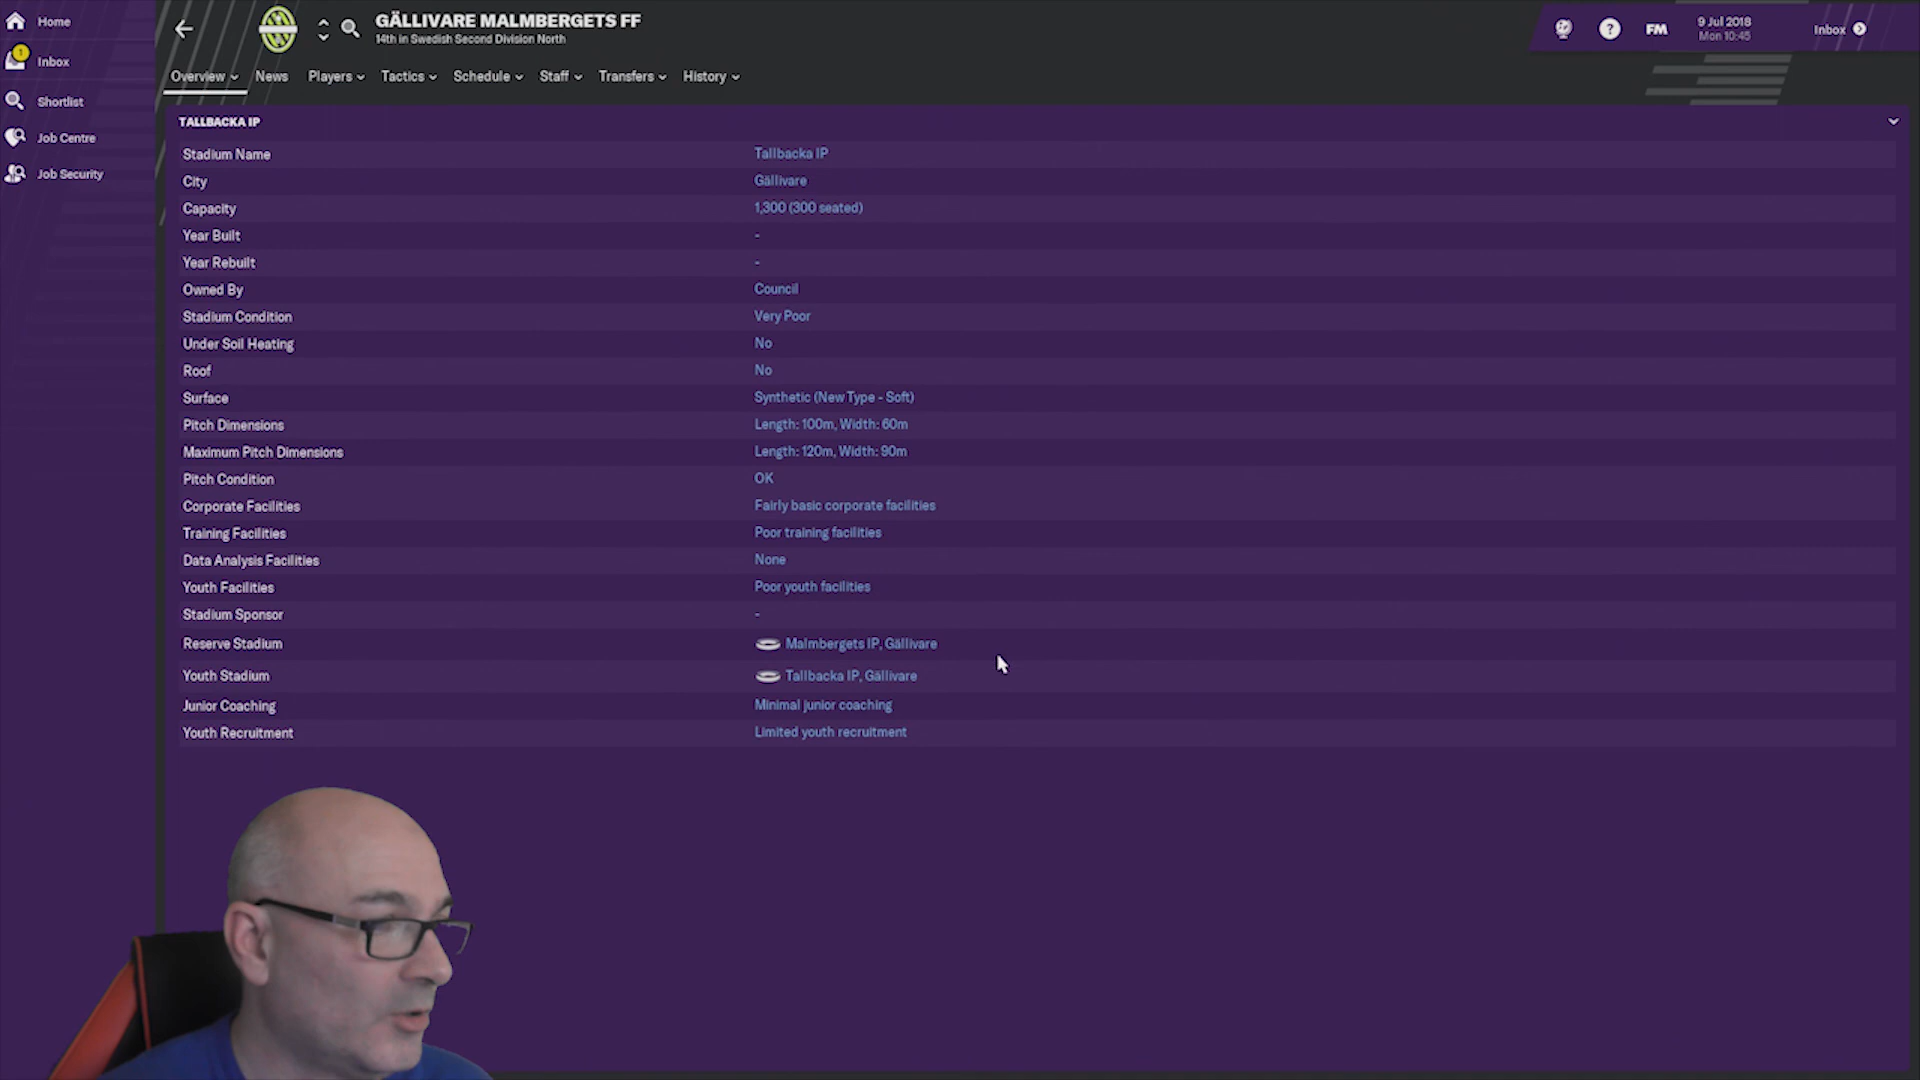 Home
1
Inbox
Shortlist
Job Centre
Job Security
GÄLLIVARE MALMBERGETS FF
14th in Swedish Second Division North
?
FM
9 Jul 2018
Mon 10:45
Inbox
Overview
News
Players
Tactics
Schedule
Staff
Transfers
History
TALLBACKA IP
Stadium Name Tallbacka IP
City Gällivare
Capacity 1,300 (300 seated)
Year Built -
Year Rebuilt -
Owned By Council
Stadium Condition Very Poor
Under Soil Heating No
Roof No
Surface Synthetic (New Type - Soft)
Pitch Dimensions Length: 100m, Width: 60m
Maximum Pitch Dimensions Length: 120m, Width: 90m
Pitch Condition OK
Corporate Facilities Fairly basic corporate facilities
Training Facilities Poor training facilities
Data Analysis Facilities None
Youth Facilities Poor youth facilities
Stadium Sponsor -
Reserve Stadium Malmbergets IP, Gällivare
Youth Stadium Tallbacka IP, Gällivare
Junior Coaching Minimal junior coaching
Youth Recruitment Limited youth recruitment